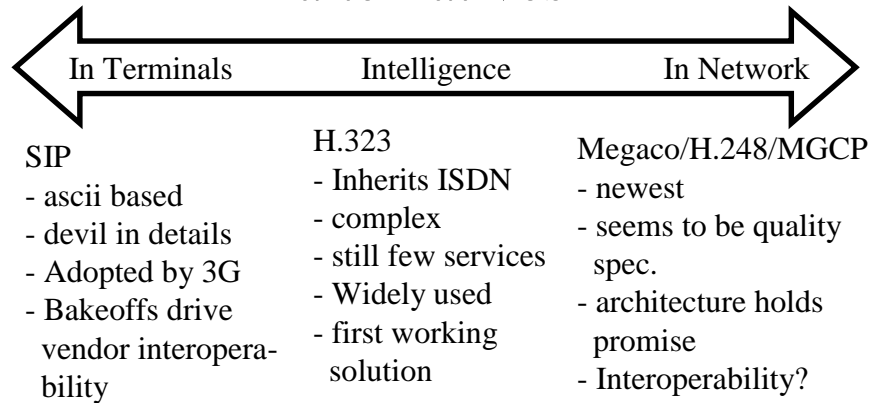 In Terminals Intelligence In Network
SIP
- ascii based
- devil in details
- Adopted by 3G
- Bakeoffs drive
vendor interopera-
bility
H.323
- Inherits ISDN
- complex
- still few services
- Widely used
- first working
solution
Megaco/H.248/MGCP
- newest
- seems to be quality
spec.
- architecture holds
promise
- Interoperability?